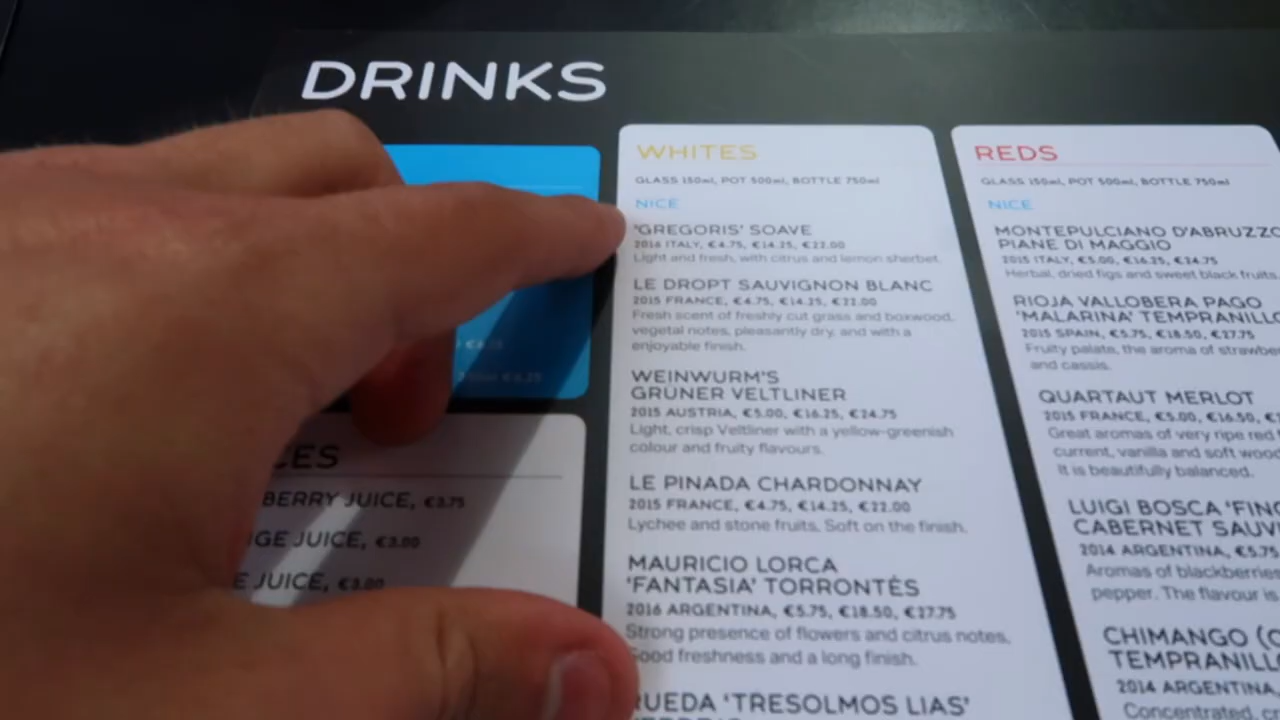 DRINKS
€6.25
€6.25
CES
BERRY JUICE, €3.75
GE JUICE, €3.00
E JUICE, €3.00
WHITES
GLASS 150ml, POT 500ml, BOTTLE 750ml
NICE
'GREGORIS' SOAVE
2016 ITALY, €4.75, €14.25, €22.00
Light and fresh, with citrus and lemon sherbet.
LE DROPT SAUVIGNON BLANC
2015 FRANCE, €4.75, €14.25, €22.00
Fresh scent of freshly cut grass and boxwood,
vegetal notes, pleasantly dry, and with a
enjoyable finish.
WEINWURM'S
GRÜNER VELTLINER
2015 AUSTRIA, €5.00, €16.25, €24.75
Light, crisp Veltliner with a yellow-greenish
colour and fruity flavours.
LE PINADA CHARDONNAY
2015 FRANCE, €4.75, €14.25, €22.00
Lychee and stone fruits. Soft on the finish.
MAURICIO LORCA
'FANTASIA' TORRONTÉS
2016 ARGENTINA, €5.75, €18.50, €27.75
Strong presence of flowers and citrus notes.
Good freshness and a long finish.
RUEDA 'TRESOLMOS LIAS'
REDS
GLASS 150ml, POT 500ml, BOTTLE 750ml
NICE
MONTEPULCIANO D'ABRUZZO
PIANE DI MAGGIO
2015 ITALY, €5.00, €16.25, €24.75
Herbal, dried figs and sweet black fruits.
RIOJA VALLOBERA PAGO
'MALARINA' TEMPRANILLO
2015 SPAIN, €5.75, €18.50, €27.75
Fruity palate, the aroma of strawber
and cassis.
QUARTAUT MERLOT
2015 FRANCE, €5.00, €16.50, €2
Great aromas of very ripe red
current, vanilla and soft wood
It is beautifully balanced.
LUIGI BOSCA 'FINC
CABERNET SAUV
2014 ARGENTINA, €5.75
Aromas of blackberries
pepper. The flavour is
CHIMANGO (O
TEMPRANILL
2014 ARGENTINA,
Concentrated, cr